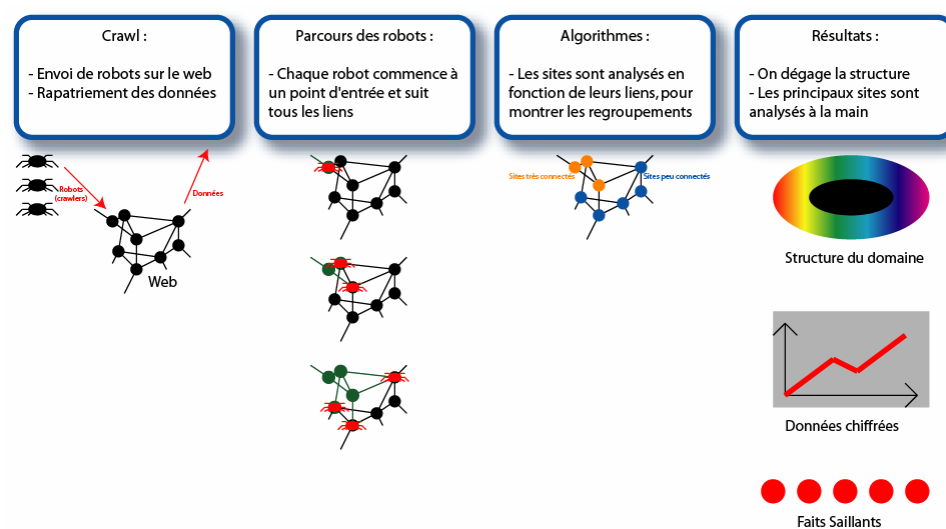 Crawl :
- Envoi de robots sur le web
- Rapatriement des données
Parcours des robots :
- Chaque robot commence à
un point d'entrée et suit
tous les liens
Algorithmes :
- Les sites sont analysés en
fonction de leurs liens, pour
montrer les regroupements
Résultats :
- On dégage la structure
- Les principaux sites sont
analysés à la main
Robots
(crawlers)
Données
Web
Sites très connectés
Sites peu connectés
Structure du domaine
Données chiffrées
Faits Saillants